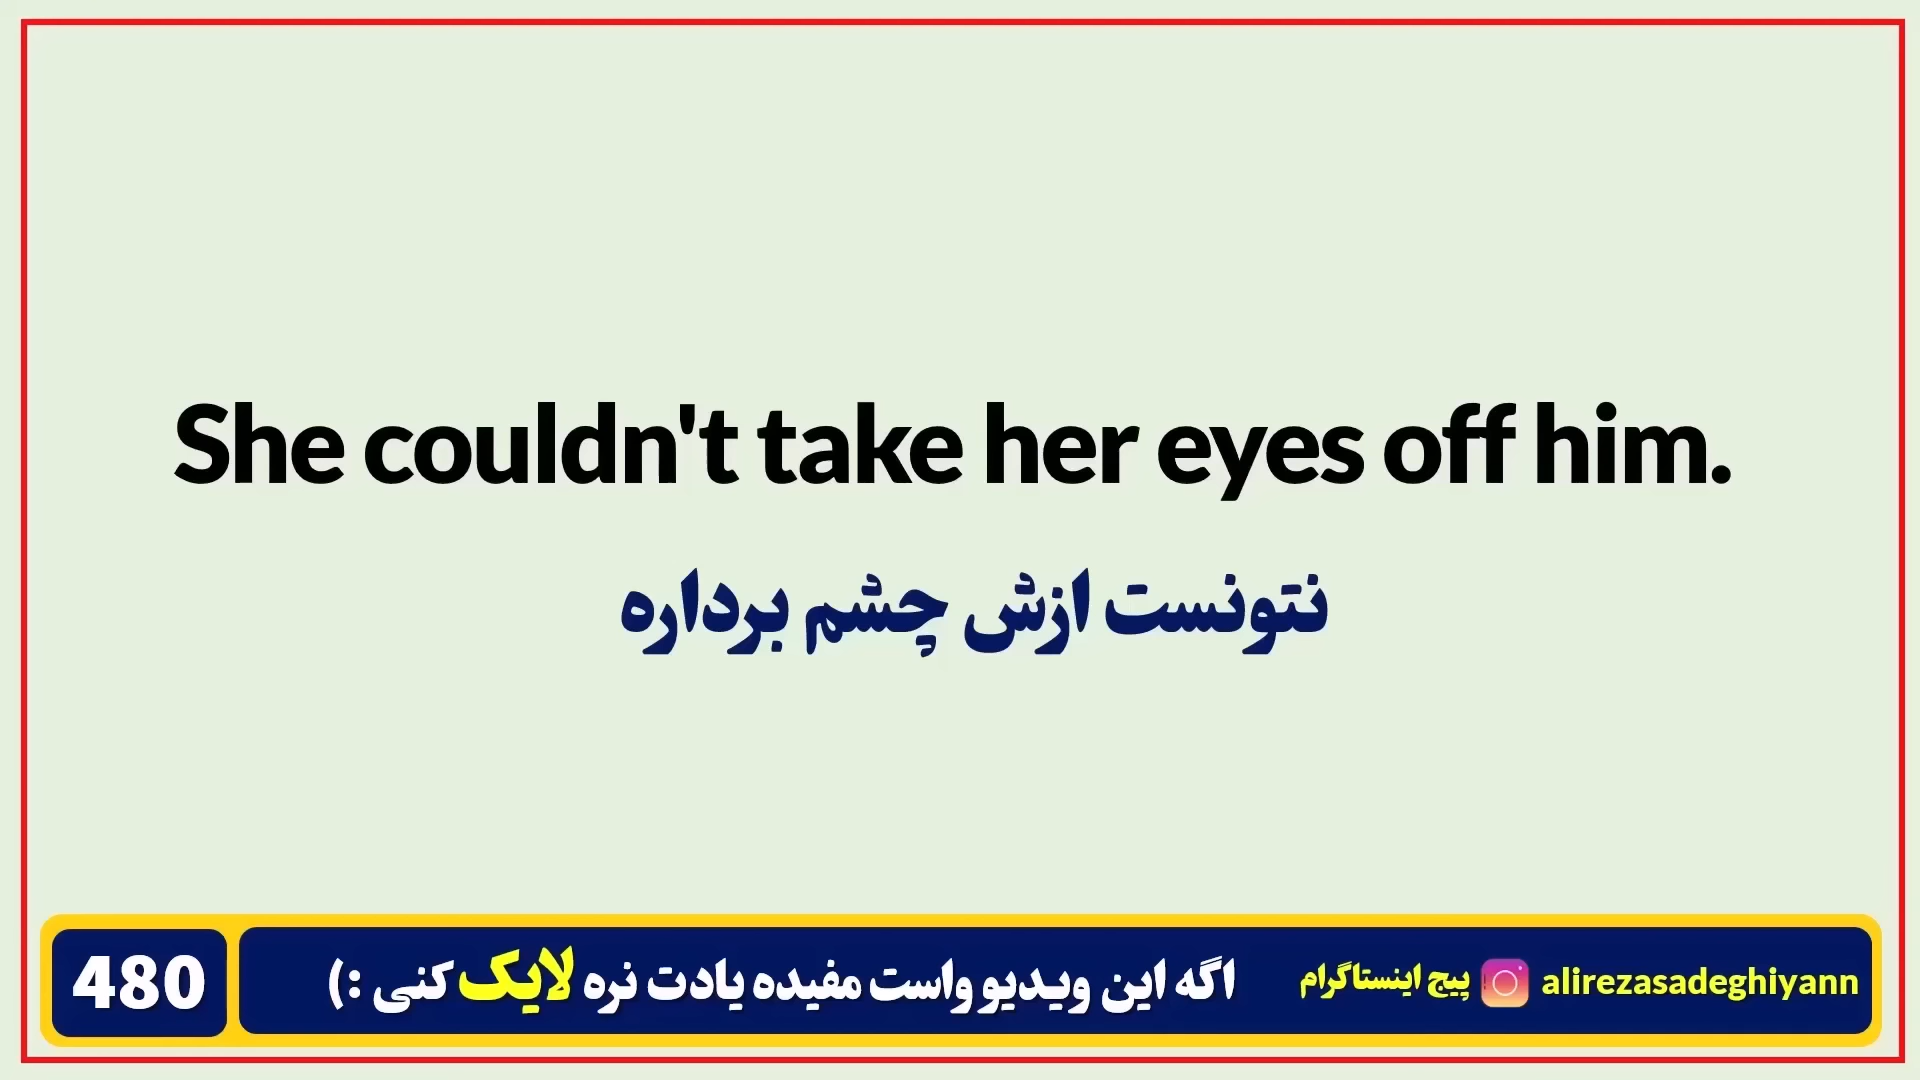 She couldn't take her eyes off him.
نتونست ازش چشم برداره
480
اگه این ویدیو واست مفیده یادت نره لایک کنی :)
پیج اینستاگرام
alirezasadeghiyann